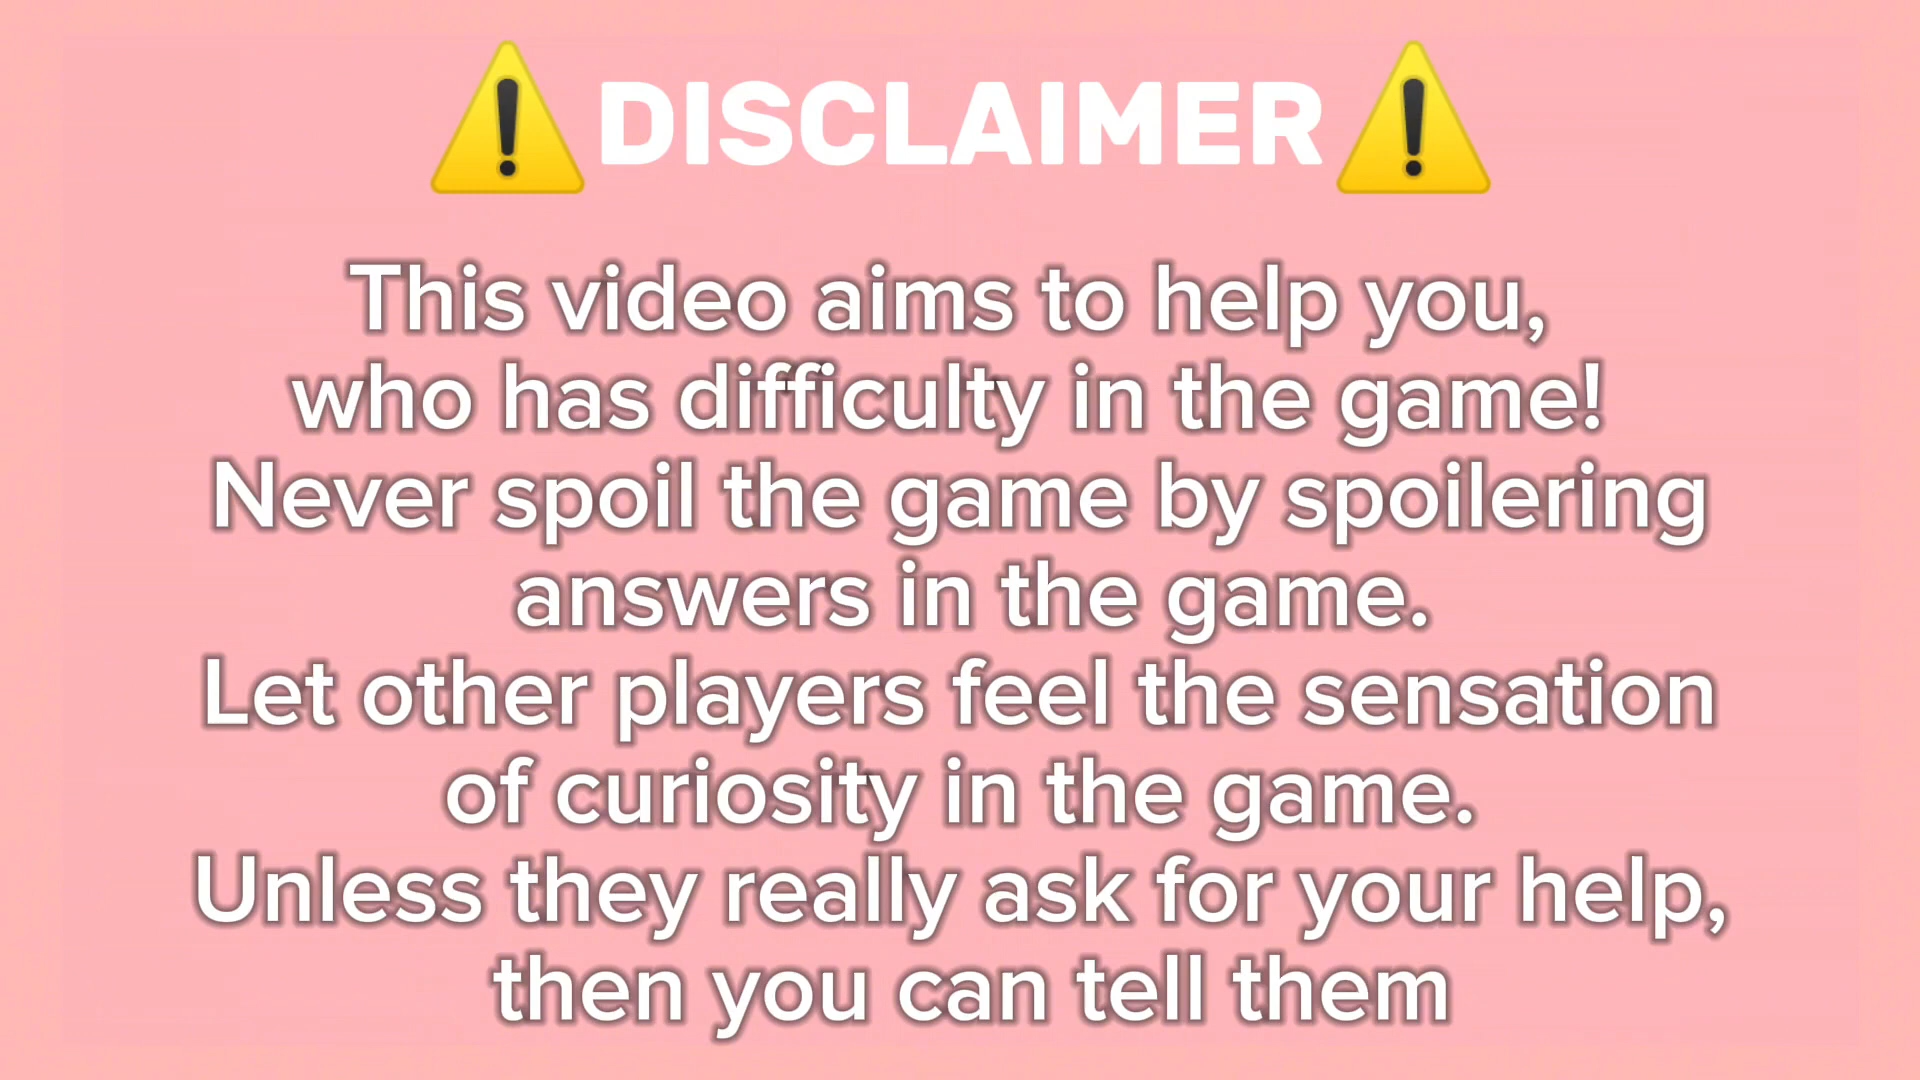 ⚠️DISCLAIMER⚠️
This video aims to help you,
who has difficulty in the game!
Never spoil the game by spoilering
answers in the game.
Let other players feel the sensation
of curiosity in the game.
Unless they really ask for your help,
then you can tell them